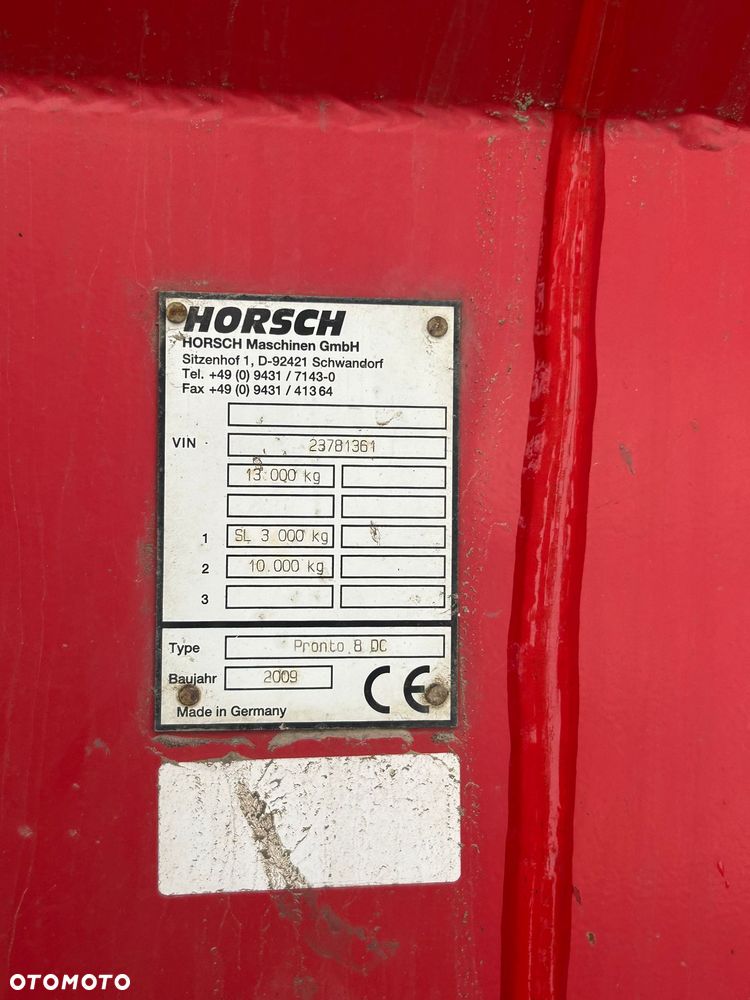 HORSCH
HORSCH Maschinen GmbH
Sitzenhof 1, D-92421 Schwandorf
Tel. +49 (0) 9431 / 7143-0
Fax +49 (0) 9431 / 413 64
VIN 23781361
13 000 kg
1 SL 3 000 kg
2 10.000 kg
3
Type Pronto 8 DC
Baujahr 2009
CE
Made in Germany
OTOMOTO